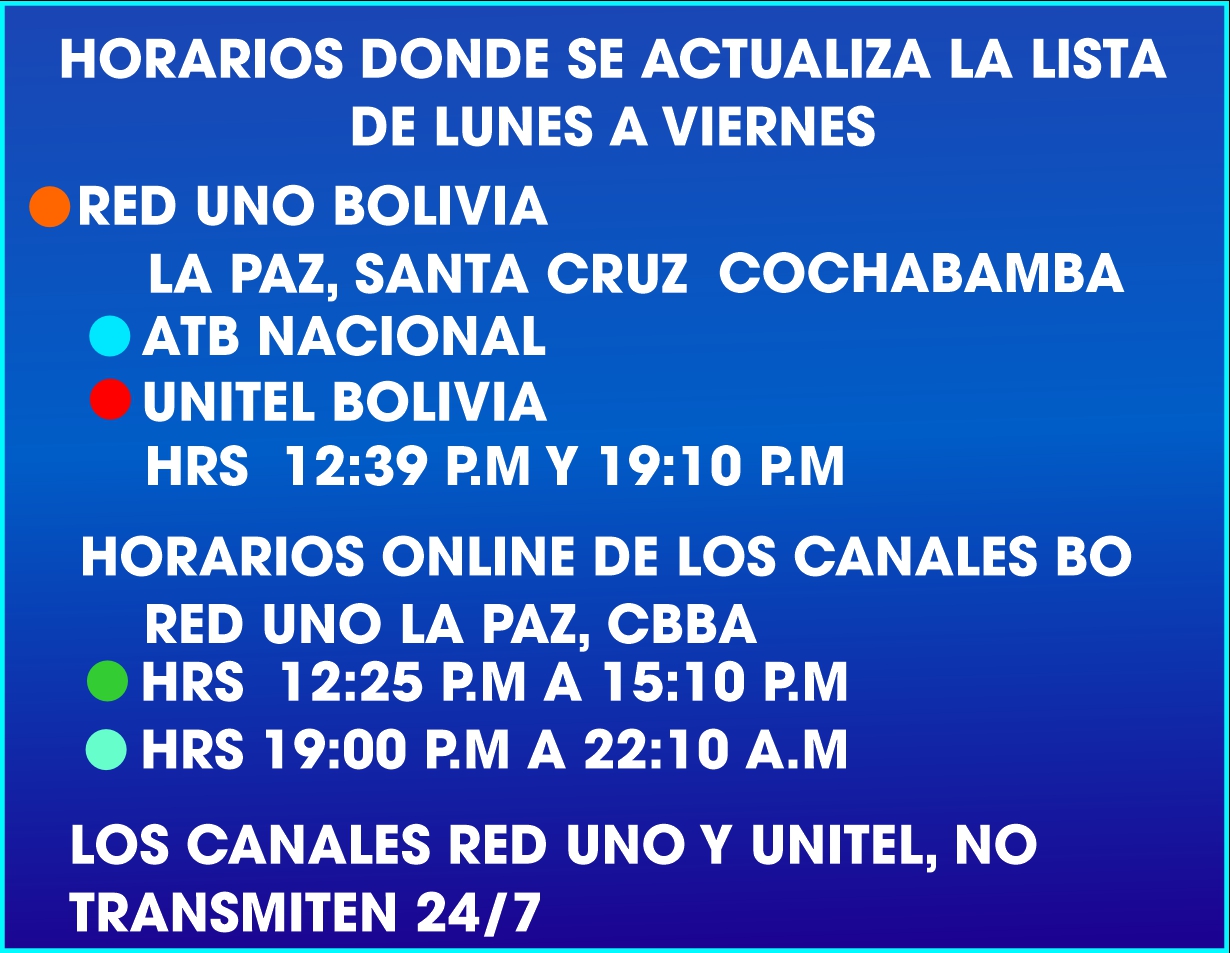 HORARIOS DONDE SE ACTUALIZA LA LISTA
DE LUNES A VIERNES
RED UNO BOLIVIA
LA PAZ, SANTA CRUZ  COCHABAMBA
ATB NACIONAL
UNITEL BOLIVIA
HRS  12:39 P.M Y 19:10 P.M
HORARIOS ONLINE DE LOS CANALES BO
RED UNO LA PAZ, CBBA
HRS  12:25 P.M A 15:10 P.M
HRS 19:00 P.M A 22:10 A.M
LOS CANALES RED UNO Y UNITEL, NO
TRANSMITEN 24/7